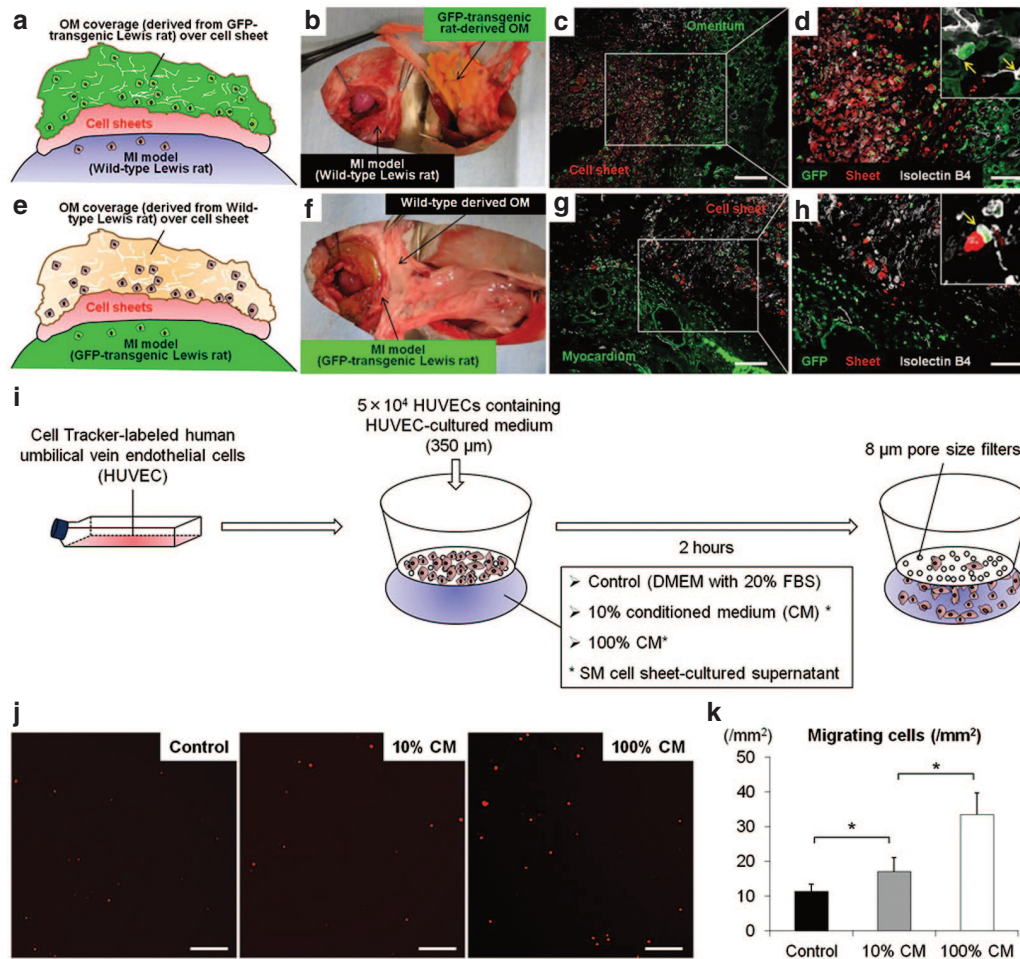 a
OM coverage (derived from GFP-
transgenic Lewis rat) over cell sheet
Cell sheets
MI model
(Wild-type Lewis rat)
b
GFP-transgenic
rat-derived OM
MI model
(Wild-type Lewis rat)
c
Omentum
Cell sheet
d
GFP Sheet Isolectin B4
e
OM coverage (derived from Wild-
type Lewis rat) over cell sheet
Cell sheets
MI model
(GFP-transgenic Lewis rat)
f
Wild-type derived OM
MI model
(GFP-transgenic Lewis rat)
g
Cell sheet
Myocardium
h
GFP Sheet Isolectin B4
i
Cell Tracker-labeled human
umbilical vein endothelial cells
(HUVEC)
5 × 10⁴ HUVECs containing
HUVEC-cultured medium
(350 μm)
2 hours
8 μm pore size filters
➢ Control (DMEM with 20% FBS)
➢ 10% conditioned medium (CM) *
➢ 100% CM*
* SM cell sheet-cultured supernatant
j
Control
10% CM
100% CM
k
(/mm²) Migrating cells (/mm²)
50
40
30
20
10
0
*
*
Control 10% CM 100% CM